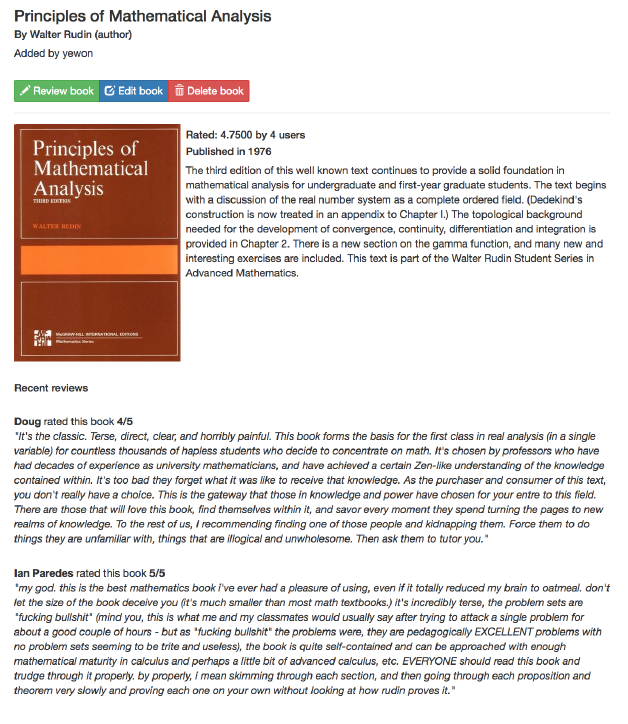 Principles of Mathematical Analysis
By Walter Rudin (author)
Added by yewon
Review book Edit book Delete book
Principles of
Mathematical
Analysis
THIRD EDITION
WALTER RUDIN
McGRAW-HILL INTERNATIONAL EDITIONS
Mathematics Series
Rated: 4.7500 by 4 users
Published in 1976
The third edition of this well known text continues to provide a solid foundation in
mathematical analysis for undergraduate and first-year graduate students. The text begins
with a discussion of the real number system as a complete ordered field. (Dedekind's
construction is now treated in an appendix to Chapter I.) The topological background
needed for the development of convergence, continuity, differentiation and integration is
provided in Chapter 2. There is a new section on the gamma function, and many new and
interesting exercises are included. This text is part of the Walter Rudin Student Series in
Advanced Mathematics.
Recent reviews
Doug rated this book 4/5
"It's the classic. Terse, direct, clear, and horribly painful. This book forms the basis for the first class in real analysis (in a single
variable) for countless thousands of hapless students who decide to concentrate on math. It's chosen by professors who have
had decades of experience as university mathematicians, and have achieved a certain Zen-like understanding of the knowledge
contained within. It's too bad they forget what it was like to receive that knowledge. As the purchaser and consumer of this text,
you don't really have a choice. This is the gateway that those in knowledge and power have chosen for your entre to this field.
There are those that will love this book, find themselves within it, and savor every moment they spend turning the pages to new
realms of knowledge. To the rest of us, I recommending finding one of those people and kidnapping them. Force them to do
things they are unfamiliar with, things that are illogical and unwholesome. Then ask them to tutor you."
Ian Paredes rated this book 5/5
"my god. this is the best mathematics book i've ever had a pleasure of using, even if it totally reduced my brain to oatmeal. don't
let the size of the book deceive you (it's much smaller than most math textbooks.) it's incredibly terse, the problem sets are
"fucking bullshit" (mind you, this is what me and my classmates would usually say after trying to attack a single problem for
about a good couple of hours - but as "fucking bullshit" the problems were, they are pedagogically EXCELLENT problems with
no problem sets seeming to be trite and useless), the book is quite self-contained and can be approached with enough
mathematical maturity in calculus and perhaps a little bit of advanced calculus, etc. EVERYONE should read this book and
trudge through it properly. by properly, i mean skimming through each section, and then going through each proposition and
theorem very slowly and proving each one on your own without looking at how rudin proves it."